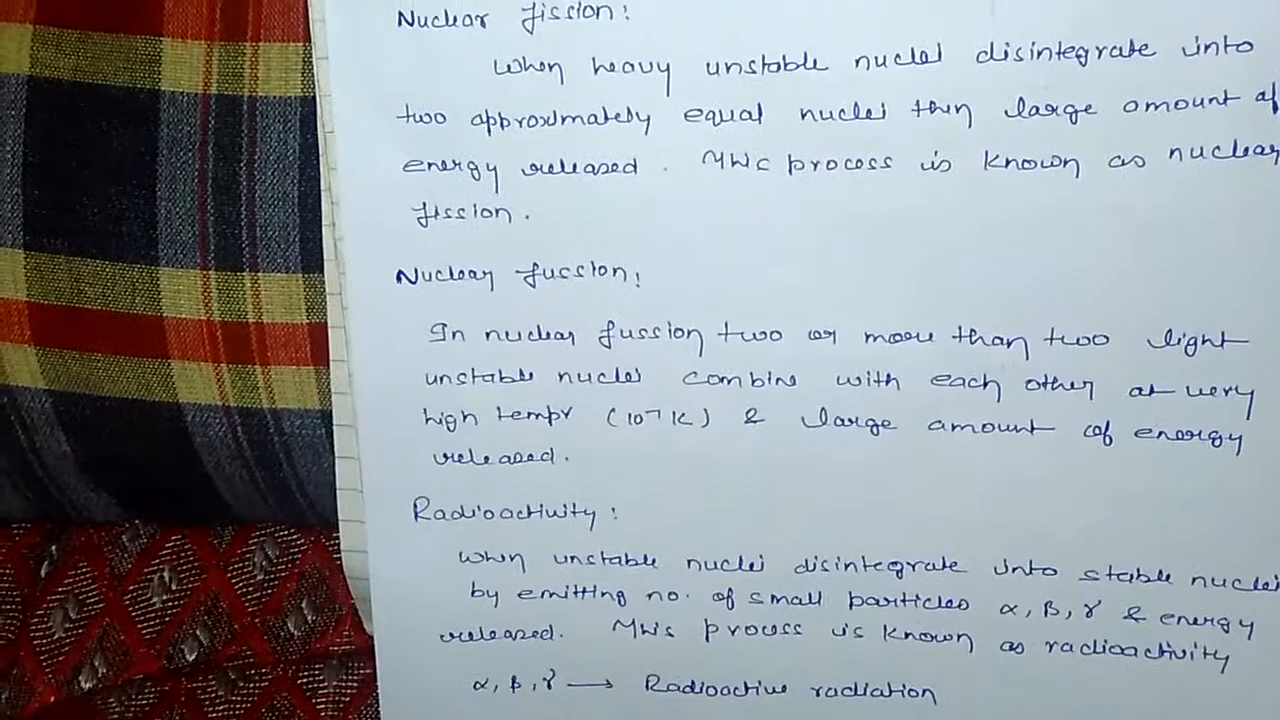 Nuclear fission:
When heavy unstable nuclei disintegrate into
two approximately equal nuclei then large amount of
energy released. This process is known as nuclear
fission.
Nuclear fussion:
In nuclear fussion two or more than two light
unstable nuclei combine with each other at very
high tempr (10⁷ K) & large amount of energy
released.
Radioactivity:
When unstable nuclei disintegrate into stable nuclei
by emitting no. of small particles α, β, γ & energy
released. This process is known as radioactivity
α, β, γ → Radioactive radiation